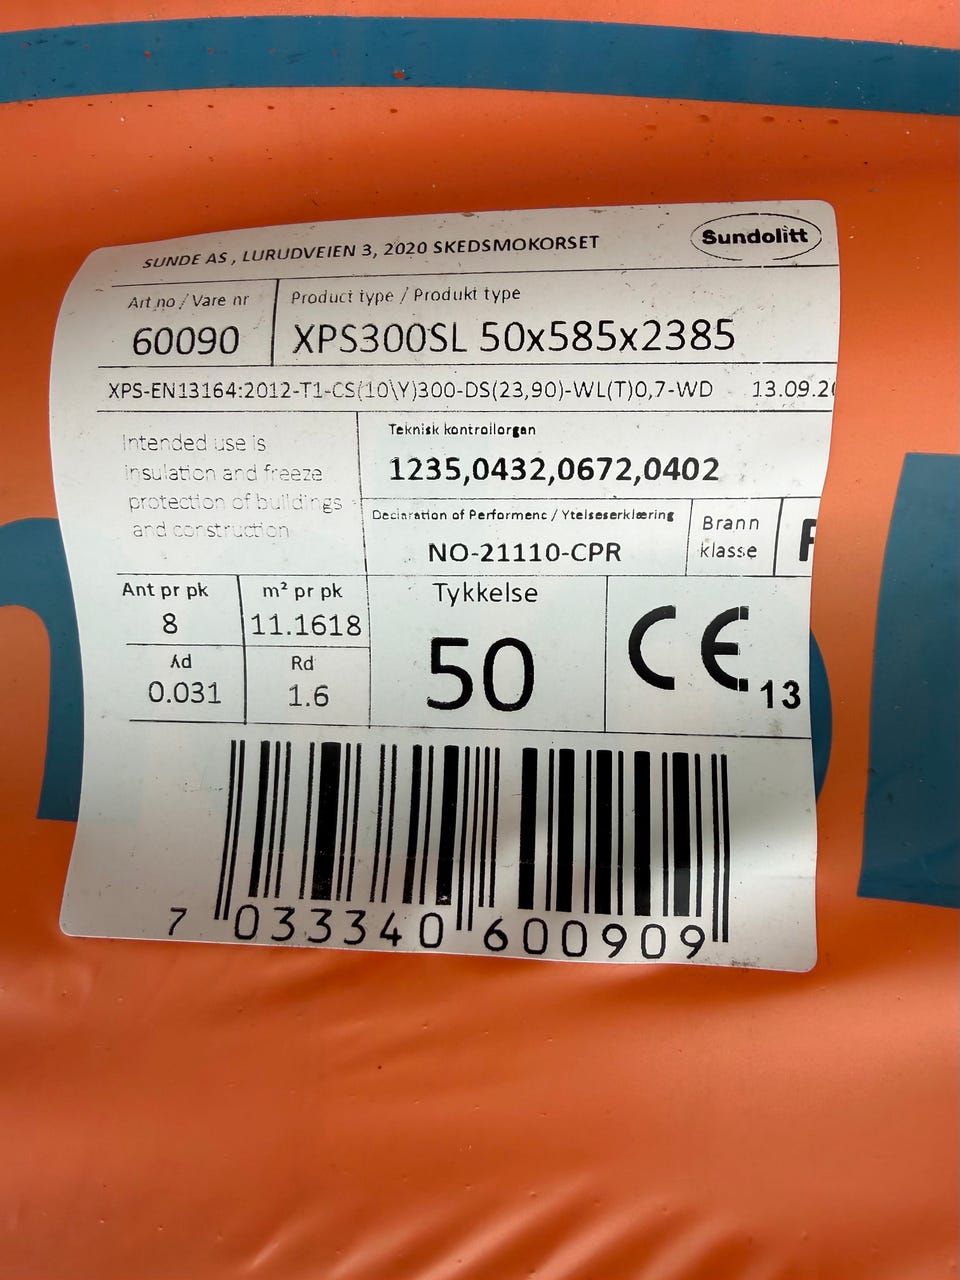 SUNDE AS, LURUDVEIEN 3, 2020 SKEDSMOKORSET
Sundolitt
Art no / Vare nr
60090
Product type / Produkt type
XPS300SL 50x585x2385
XPS-EN13164:2012-T1-CS(10\Y)300-DS(23,90)-WL(T)0,7-WD 13.09.20
Intended use is
insulation and freeze
protection of buildings
and construction
Teknisk kontrollorgan
1235,0432,0672,0402
Declaration of Performenc / Ytelseserklæring
NO-21110-CPR
Brann
klasse
F
Ant pr pk
8
m² pr pk
11.1618
λd
0.031
Rd
1.6
Tykkelse
50
CE
13
7 033340 600909